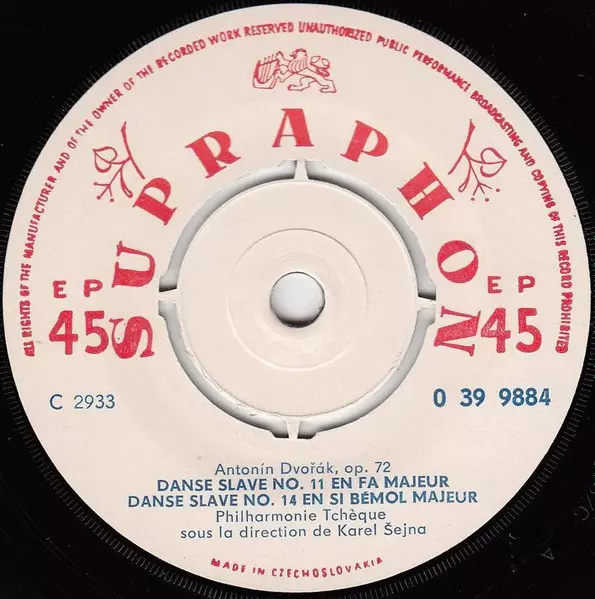 ALL RIGHTS OF THE MANUFACTURER AND OF THE OWNER OF THE RECORDED WORK RESERVED UNAUTHORIZED PUBLIC PERFORMANCE BROADCASTING AND COPYING OF THIS RECORD PROHIBITED
SUPRAPHON
EP
45
EP
45
C 2933
0 39 9884
Antonín Dvořák, op. 72
DANSE SLAVE NO. 11 EN FA MAJEUR
DANSE SLAVE NO. 14 EN SI BÉMOL MAJEUR
Philharmonie Tchèque
sous la direction de Karel Šejna
MADE IN CZECHOSLOVAKIA